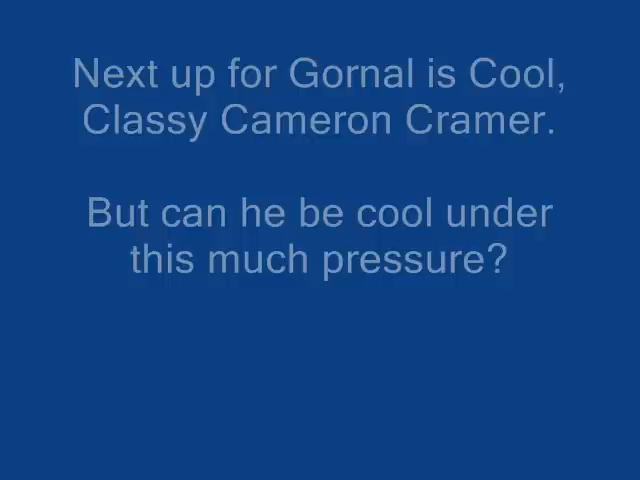 Next up for Gornal is Cool,
Classy Cameron Cramer.
But can he be cool under
this much pressure?